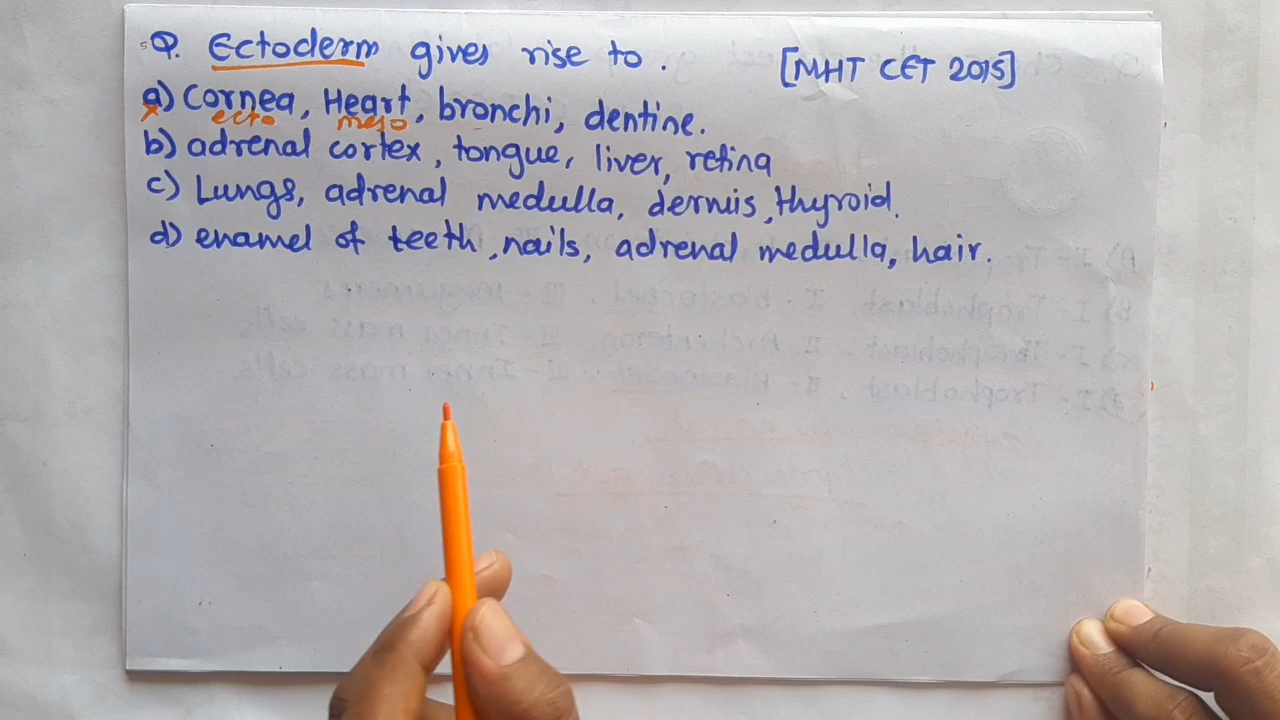 Q. Ectoderm gives rise to. [MHT CET 2015]
a) Cornea, Heart, bronchi, dentine.
x ecto meso
b) adrenal cortex, tongue, liver, retina
c) Lungs, adrenal medulla, dermis, thyroid.
d) enamel of teeth, nails, adrenal medulla, hair.